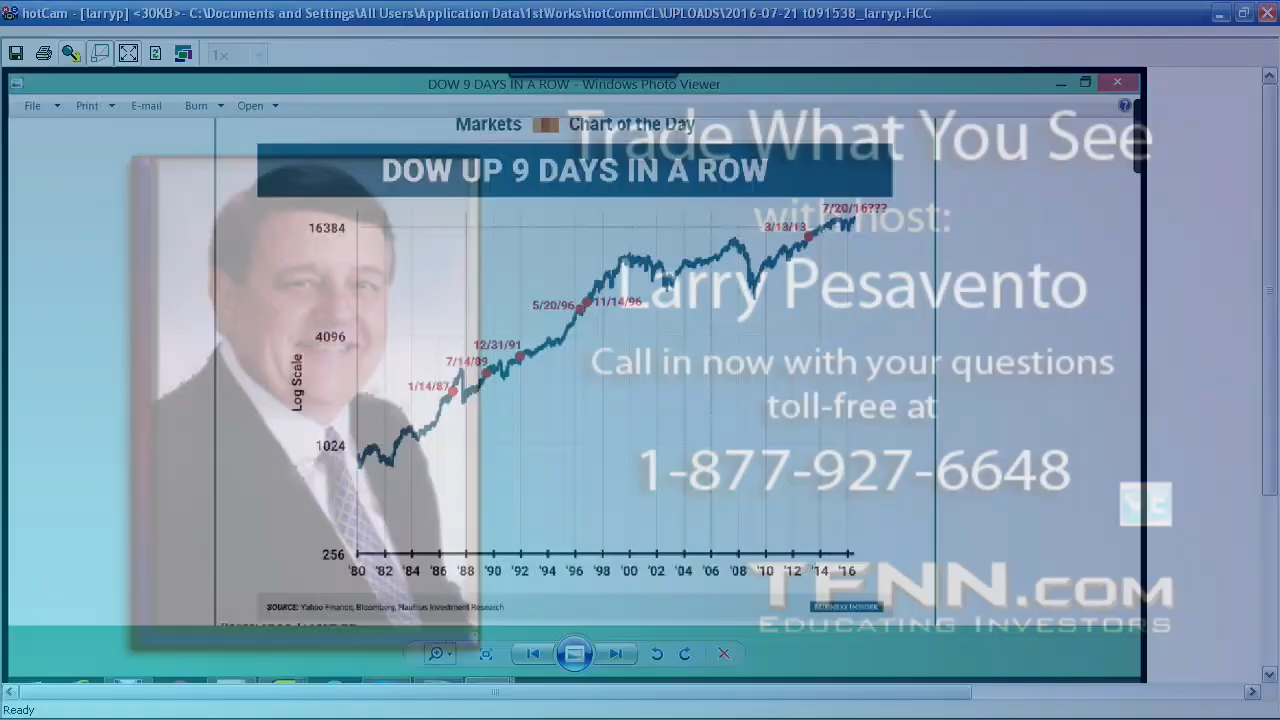 hotCam - [larryp] <30KB>- C:\Documents and Settings\All Users\Application Data\1stWorks\hotCommCL\UPLOADS\2016-07-21 t091538_larryp.HCC
1x
DOW 9 DAYS IN A ROW - Windows Photo Viewer
File Print E-mail Burn Open
Markets Chart of the Day
Trade What You See
DOW UP 9 DAYS IN A ROW
with host:
7/20/16???
3/13/13
16384
Larry Pesavento
5/20/96 11/14/96
4096
12/31/91
7/14/89
1/14/87
Log Scale
Call in now with your questions
toll-free at
1024
1-877-927-6648
256
'80 '82 '84 '86 '88 '90 '92 '94 '96 '98 '00 '02 '04 '06 '08 '10 '12 '14 '16
TFNN.com
SOURCE: Yahoo Finance, Bloomberg, Nautilus Investment Research
BUSINESS INSIDER
EDUCATING INVESTORS
Ready